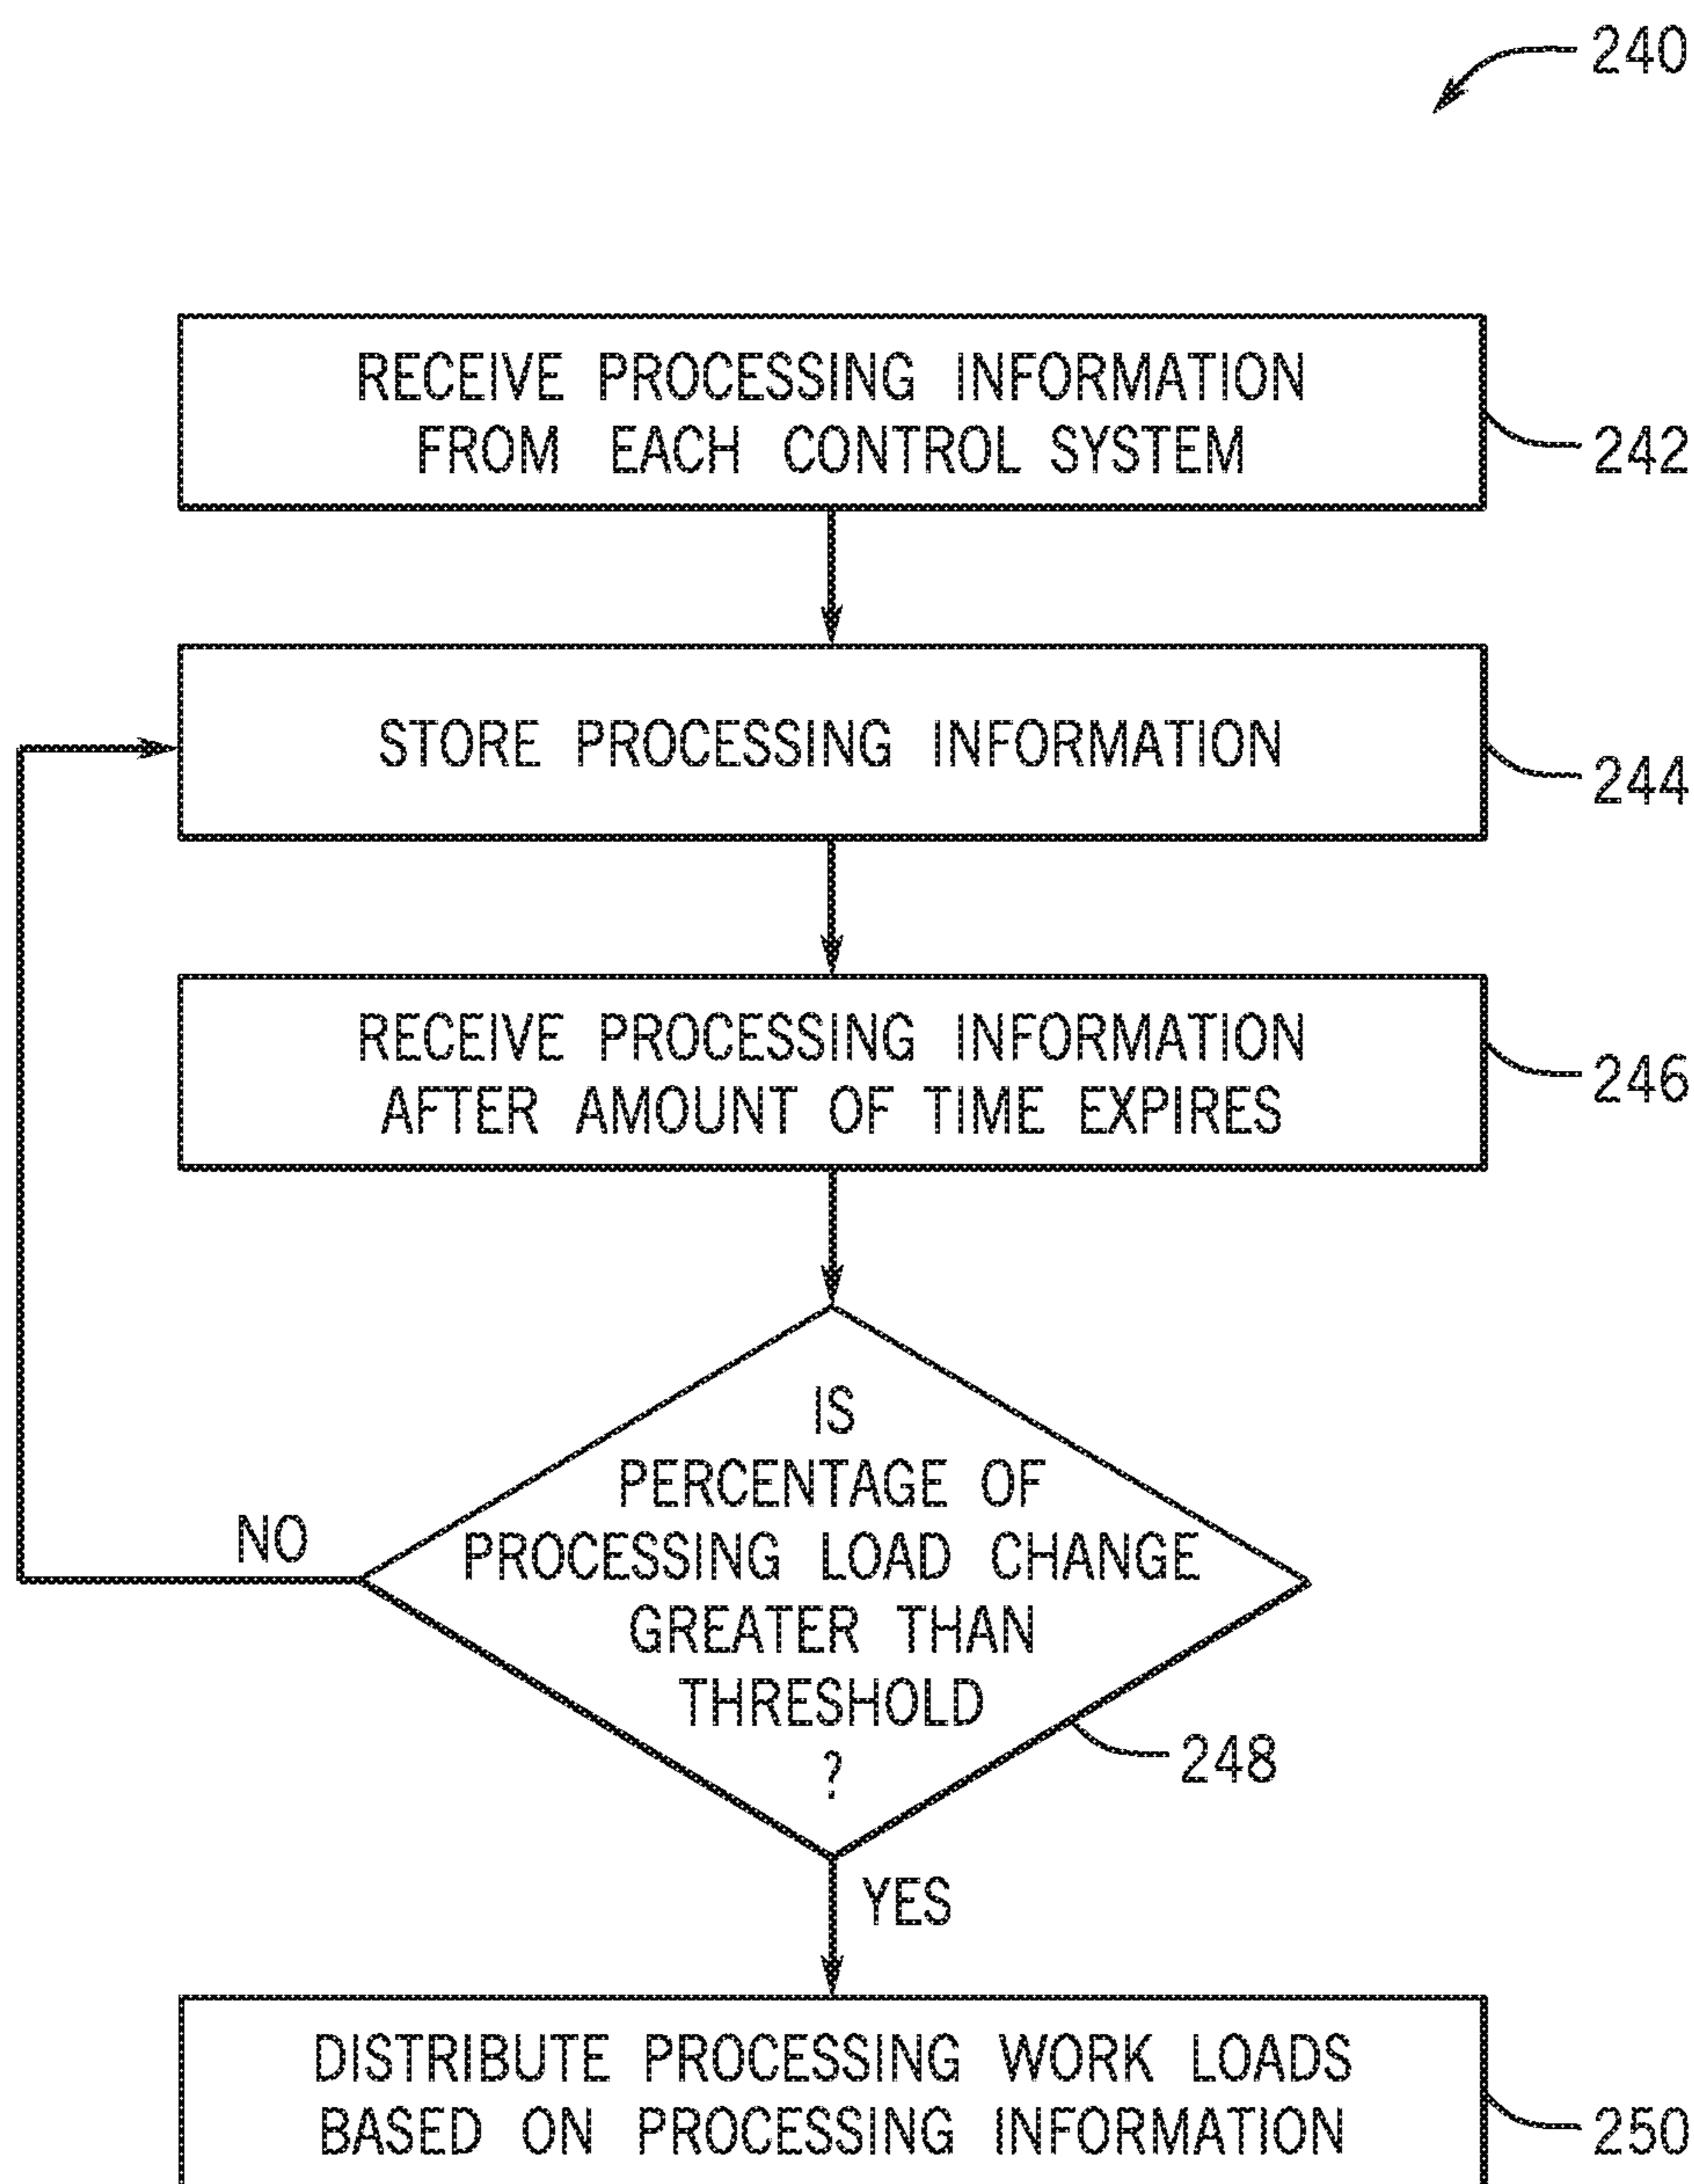 240
RECEIVE PROCESSING INFORMATION
FROM EACH CONTROL SYSTEM
242
STORE PROCESSING INFORMATION
244
RECEIVE PROCESSING INFORMATION
AFTER AMOUNT OF TIME EXPIRES
246
IS
PERCENTAGE OF
PROCESSING LOAD CHANGE
GREATER THAN
THRESHOLD
?
NO
248
YES
DISTRIBUTE PROCESSING WORK LOADS
BASED ON PROCESSING INFORMATION
250